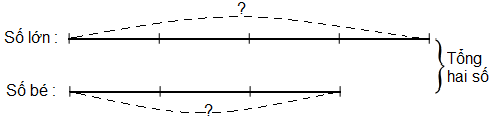 ?
Số lớn :
Tổng
hai số
Số bé :
?